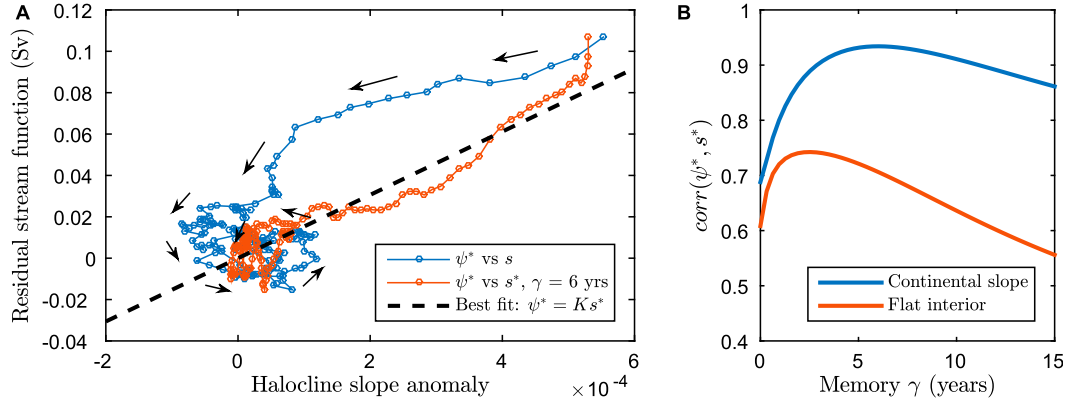 A
0.12
0.1
0.08
0.06
0.04
0.02
0
-0.02
-0.04
Residual stream function (Sv)
-2
0
2
4
6
Halocline slope anomaly
×10⁻⁴
ψ* vs s
ψ* vs s*, γ = 6 yrs
Best fit: ψ* = Ks*
B
1
0.9
0.8
0.7
0.6
0.5
0.4
corr(ψ*, s*)
0
5
10
15
Memory γ (years)
Continental slope
Flat interior